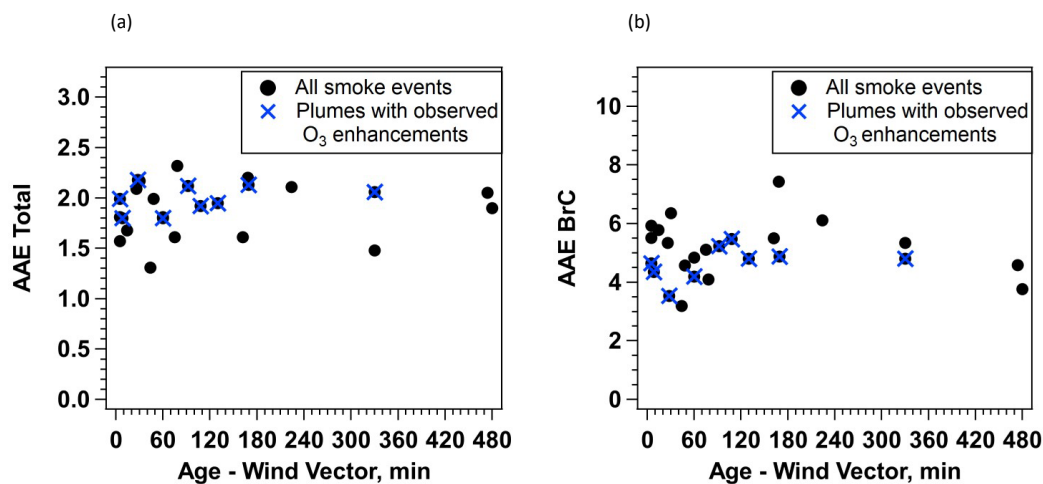 (a)
(b)
All smoke events
Plumes with observed
O₃ enhancements
3.0
2.5
2.0
1.5
1.0
0.5
0.0
AAE Total
0 60 120 180 240 300 360 420 480
Age - Wind Vector, min
All smoke events
Plumes with observed
O₃ enhancements
10
8
6
4
2
0
AAE BrC
0 60 120 180 240 300 360 420 480
Age - Wind Vector, min